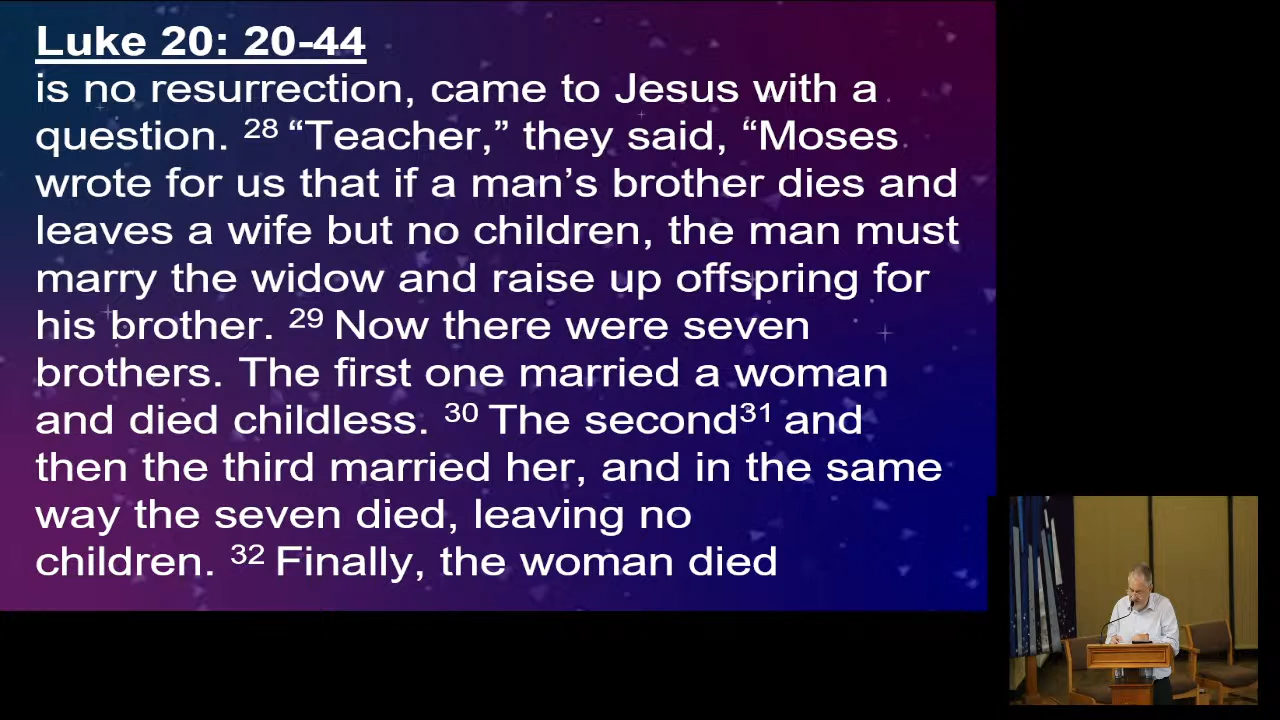 Luke 20: 20-44
is no resurrection, came to Jesus with a
question. ²⁸ “Teacher,” they said, “Moses
wrote for us that if a man’s brother dies and
leaves a wife but no children, the man must
marry the widow and raise up offspring for
his brother. ²⁹ Now there were seven
brothers. The first one married a woman
and died childless. ³⁰ The second³¹ and
then the third married her, and in the same
way the seven died, leaving no
children. ³² Finally, the woman died